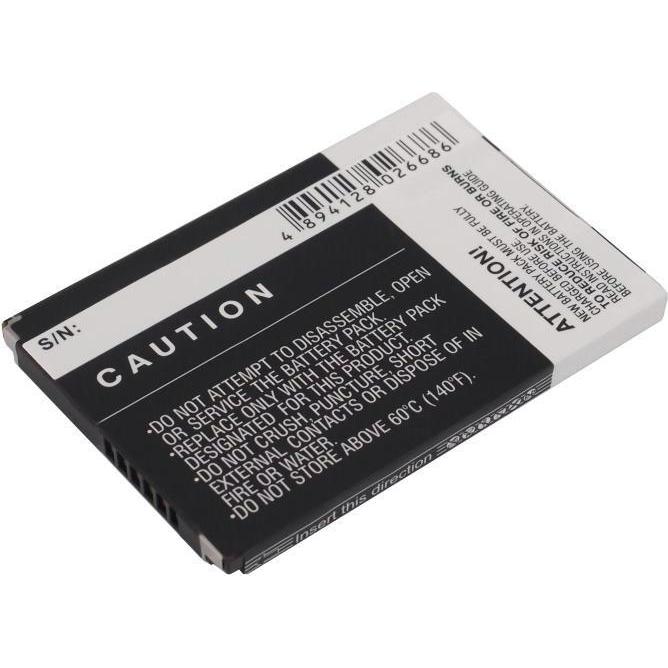 S/N:
4 894128 026686
CAUTION
•DO NOT ATTEMPT TO DISASSEMBLE, OPEN
OR SERVICE THE BATTERY PACK.
•REPLACE ONLY WITH THE BATTERY PACK
DESIGNATED FOR THIS PRODUCT.
•DO NOT CRUSH, PUNCTURE, SHORT
EXTERNAL CONTACTS OR DISPOSE IN
FIRE OR WATER.
•DO NOT STORE ABOVE 60°C (140°F).
Insert this direction
ATTENTION!
NEW BATTERY PACK MUST BE FULLY
CHARGED BEFORE USE.
TO REDUCE RISK OF FIRE OR BURNS
READ INSTRUCTIONS IN OPERATING GUIDE
BEFORE USING THE BATTERY.